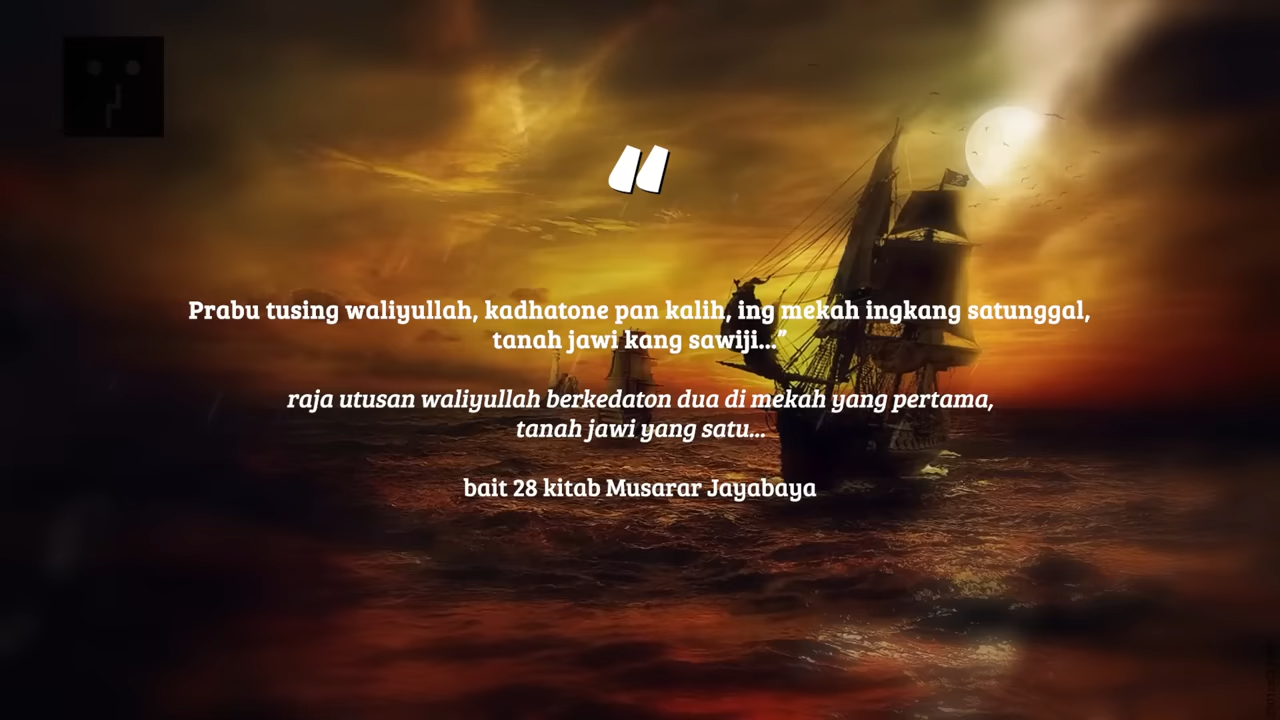 "
Prabu tusing waliyullah, kadhatone pan kalih, ing mekah ingkang satunggal,
tanah jawi kang sawiji..."
raja utusan waliyullah berkedaton dua di mekah yang pertama,
tanah jawi yang satu...
bait 28 kitab Musarar Jayabaya